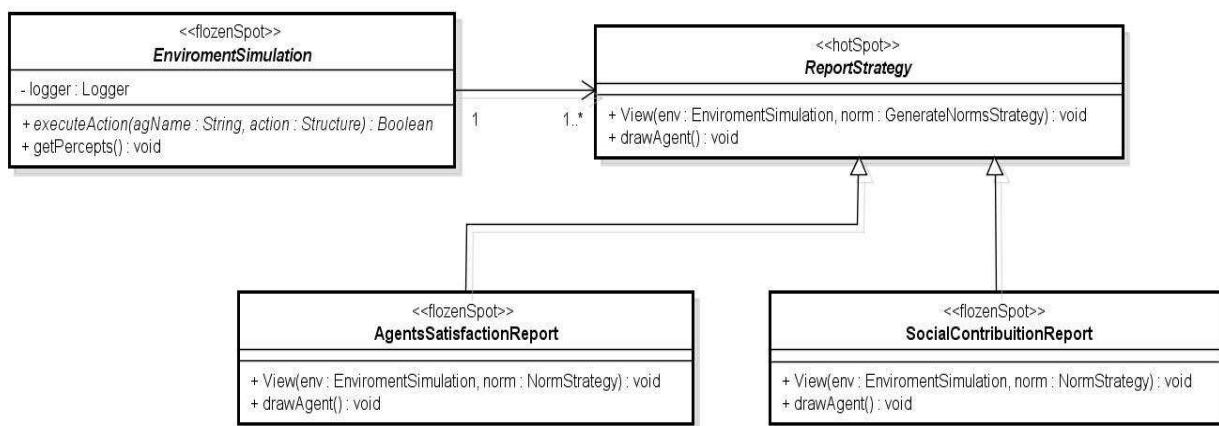 <<flozenSpot>>
EnviromentSimulation
- logger : Logger
+ executeAction(agName : String, action : Structure) : Boolean
+ getPercepts() : void
1
1..*
<<hotSpot>>
ReportStrategy
+ View(env : EnviromentSimulation, norm : GenerateNormsStrategy) : void
+ drawAgent() : void
<<flozenSpot>>
AgentsSatisfactionReport
+ View(env : EnviromentSimulation, norm : NormStrategy) : void
+ drawAgent() : void
<<flozenSpot>>
SocialContribuitionReport
+ View(env : EnviromentSimulation, norm : NormStrategy) : void
+ drawAgent() : void